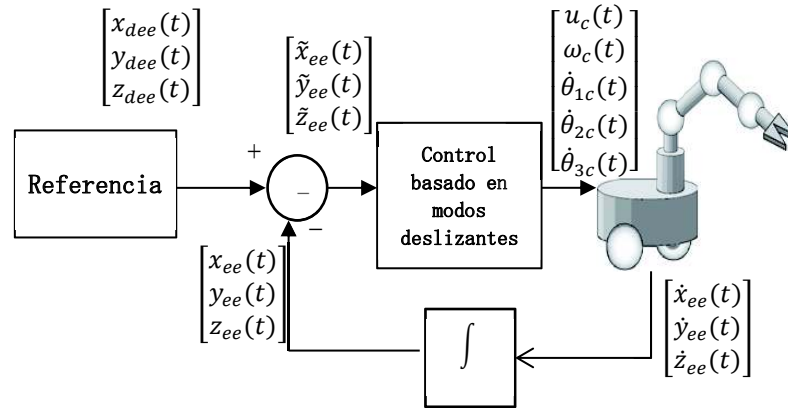 x_dee(t)
y_dee(t)
z_dee(t)
x̃_ee(t)
ỹ_ee(t)
z̃_ee(t)
u_c(t)
ω_c(t)
θ̇_1c(t)
θ̇_2c(t)
θ̇_3c(t)
Referencia
+
−
−
Control
basado en
modos
deslizantes
x_ee(t)
y_ee(t)
z_ee(t)
∫
ẋ_ee(t)
ẏ_ee(t)
ż_ee(t)